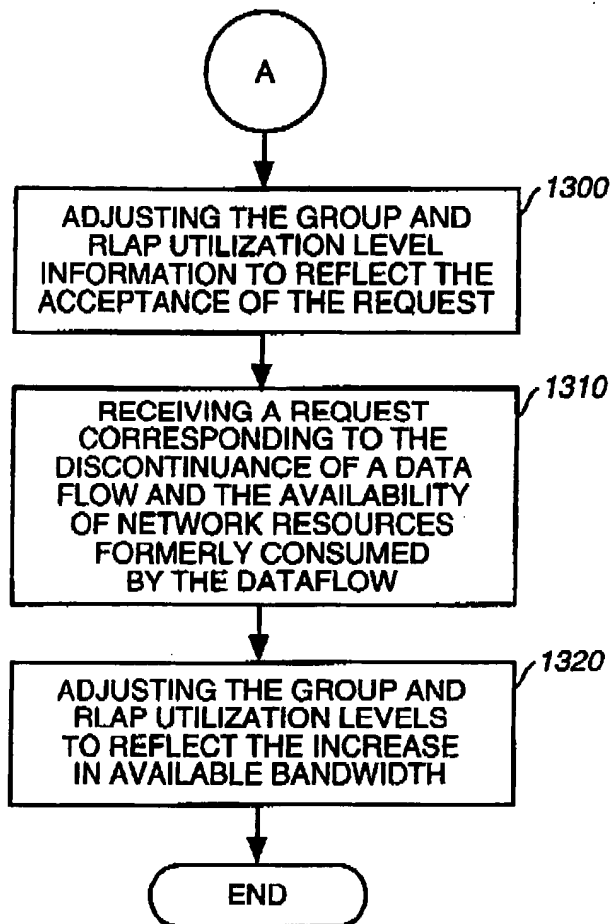 A
1300
ADJUSTING THE GROUP AND
RLAP UTILIZATION LEVEL
INFORMATION TO REFLECT THE
ACCEPTANCE OF THE REQUEST
1310
RECEIVING A REQUEST
CORRESPONDING TO THE
DISCONTINUANCE OF A DATA
FLOW AND THE AVAILABILITY
OF NETWORK RESOURCES
FORMERLY CONSUMED
BY THE DATAFLOW
1320
ADJUSTING THE GROUP AND
RLAP UTILIZATION LEVELS
TO REFLECT THE INCREASE
IN AVAILABLE BANDWIDTH
END